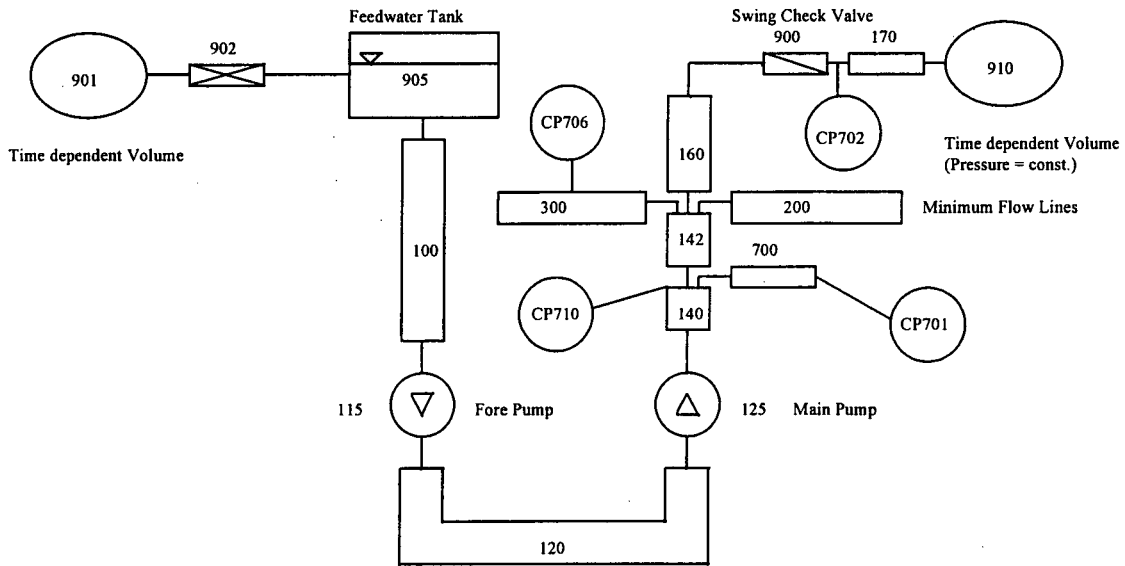 Feedwater Tank
Swing Check Valve
902
900
170
901
905
910
CP706
CP702
Time dependent Volume
160
Time dependent Volume
(Pressure = const.)
300
200
Minimum Flow Lines
100
142
700
CP710
140
CP701
115
Fore Pump
125
Main Pump
120